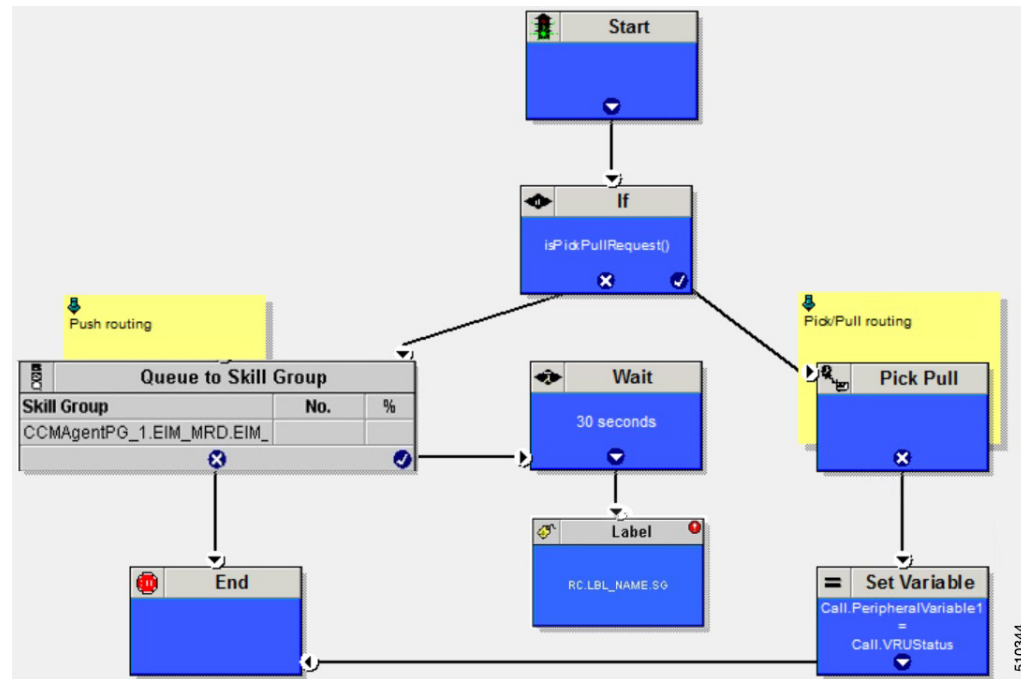 Start
If
isPickPullRequest()
Push routing
Pick/Pull routing
Queue to Skill Group
Skill Group No. %
CCMAgentPG_1.EIM_MRD.EIM_
Wait
30 seconds
Pick Pull
Label
RC.LBL_NAME.SG
End
Set Variable
Call.PeripheralVariable1
=
Call.VRUStatus
510344